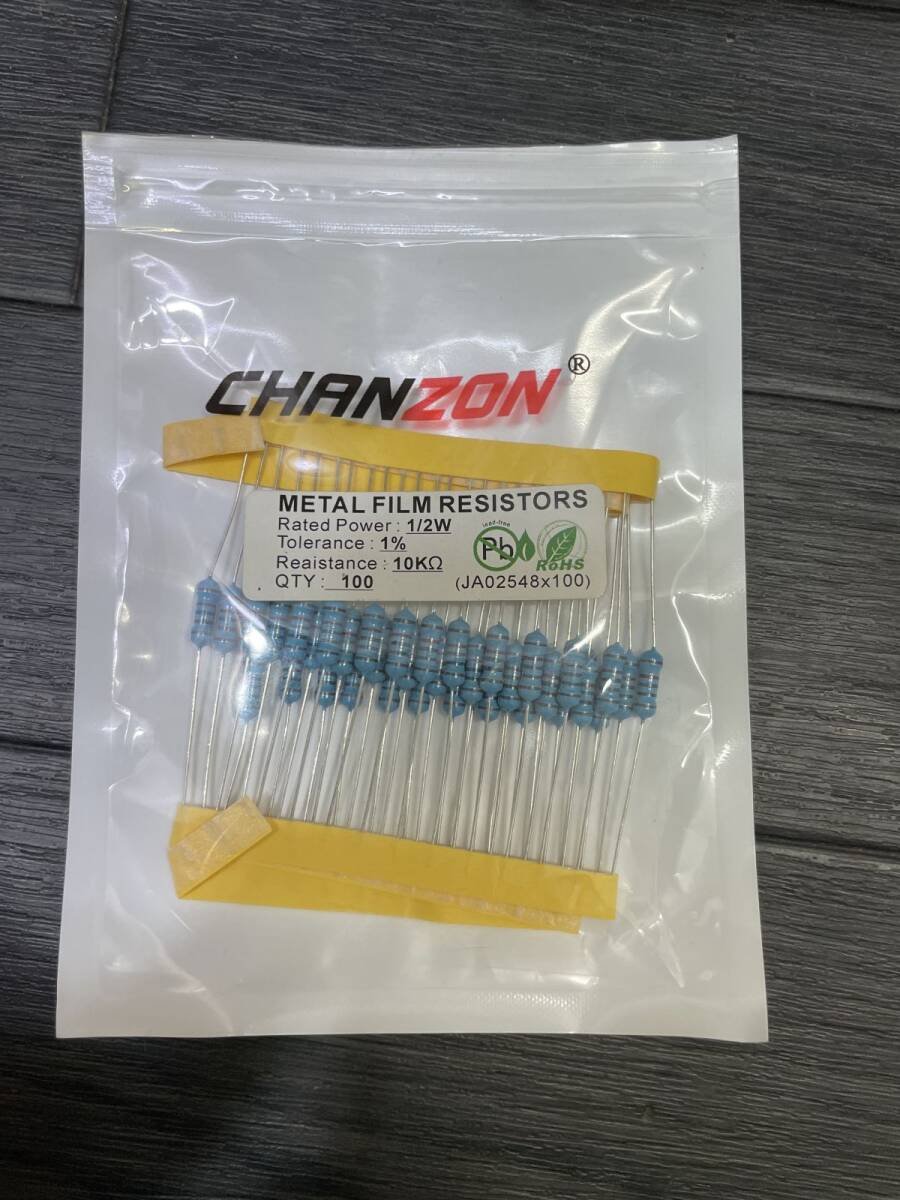 CHANZON®
METAL FILM RESISTORS
Rated Power : 1/2W
Tolerance : 1%
Reaistance : 10KΩ
QTY : 100
lead-free
Pb
RoHS
(JA02548x100)